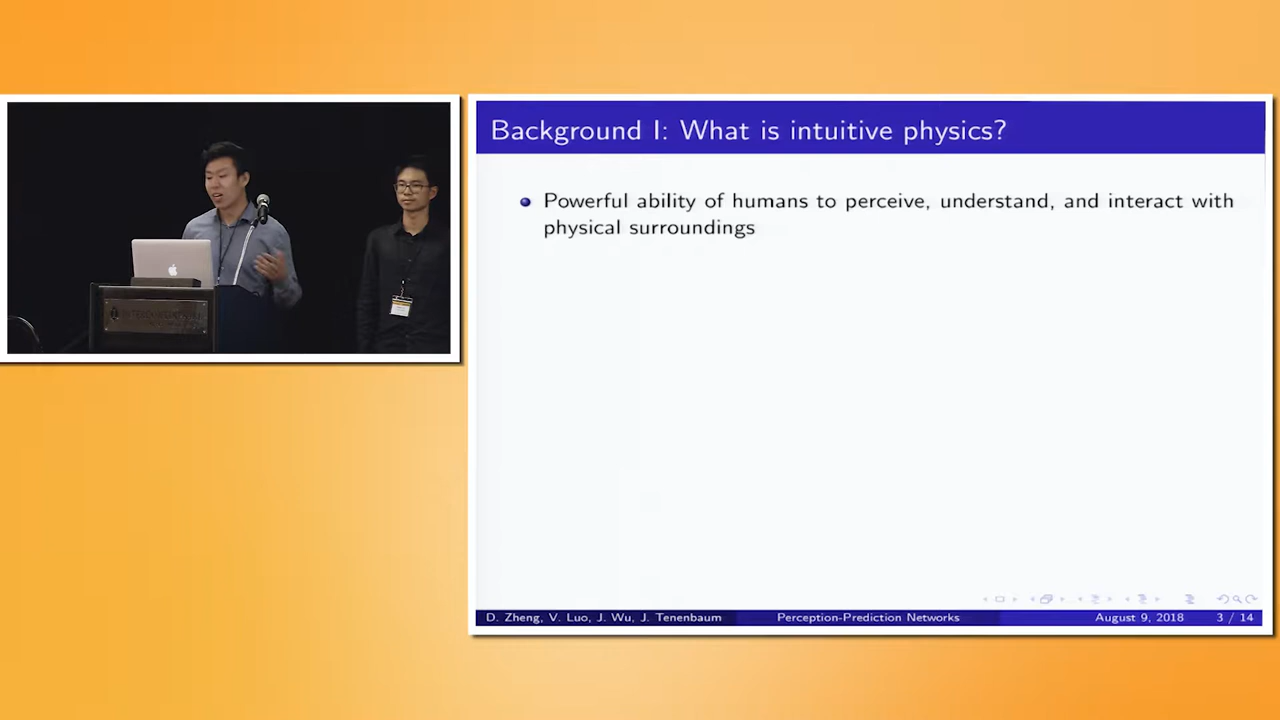 Background I: What is intuitive physics?
Powerful ability of humans to perceive, understand, and interact with
physical surroundings
D. Zheng, V. Luo, J. Wu, J. Tenenbaum
Perception-Prediction Networks
August 9, 2018
3 / 14